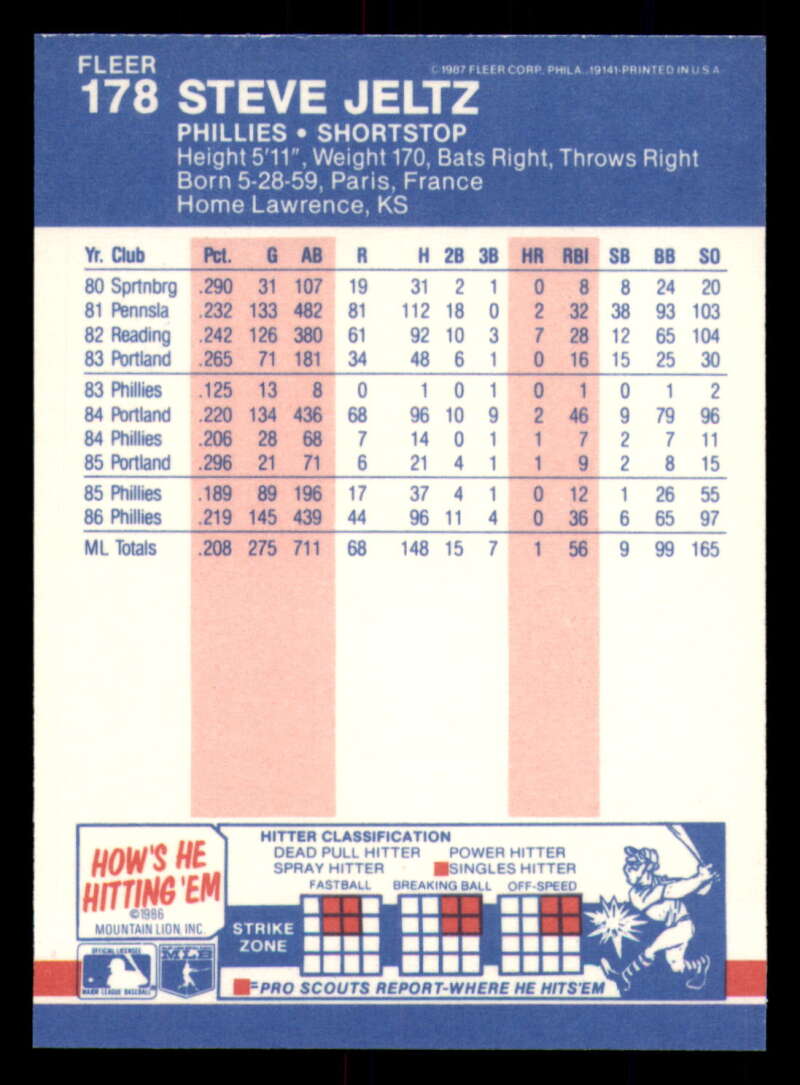 FLEER
©1987 FLEER CORP. PHILA., 19141-PRINTED IN U.S.A.
178 STEVE JELTZ
PHILLIES • SHORTSTOP
Height 5'11", Weight 170, Bats Right, Throws Right
Born 5-28-59, Paris, France
Home Lawrence, KS
Yr. Club Pct. G AB R H 2B 3B HR RBI SB BB SO
80 Sprtnbrg .290 31 107 19 31 2 1 0 8 8 24 20
81 Pennsla .232 133 482 81 112 18 0 2 32 38 93 103
82 Reading .242 126 380 61 92 10 3 7 28 12 65 104
83 Portland .265 71 181 34 48 6 1 0 16 15 25 30
83 Phillies .125 13 8 0 1 0 1 0 1 0 1 2
84 Portland .220 134 436 68 96 10 9 2 46 9 79 96
84 Phillies .206 28 68 7 14 0 1 1 7 2 7 11
85 Portland .296 21 71 6 21 4 1 1 9 2 8 15
85 Phillies .189 89 196 17 37 4 1 0 12 1 26 55
86 Phillies .219 145 439 44 96 11 4 0 36 6 65 97
ML Totals .208 275 711 68 148 15 7 1 56 9 99 165
HOW'S HE
HITTING 'EM
©1986
MOUNTAIN LION, INC.
OFFICIAL LICENSEE
MAJOR LEAGUE BASEBALL
MLB
HITTER CLASSIFICATION
DEAD PULL HITTER POWER HITTER
SPRAY HITTER SINGLES HITTER
FASTBALL BREAKING BALL OFF-SPEED
STRIKE
ZONE
=PRO SCOUTS REPORT-WHERE HE HITS'EM